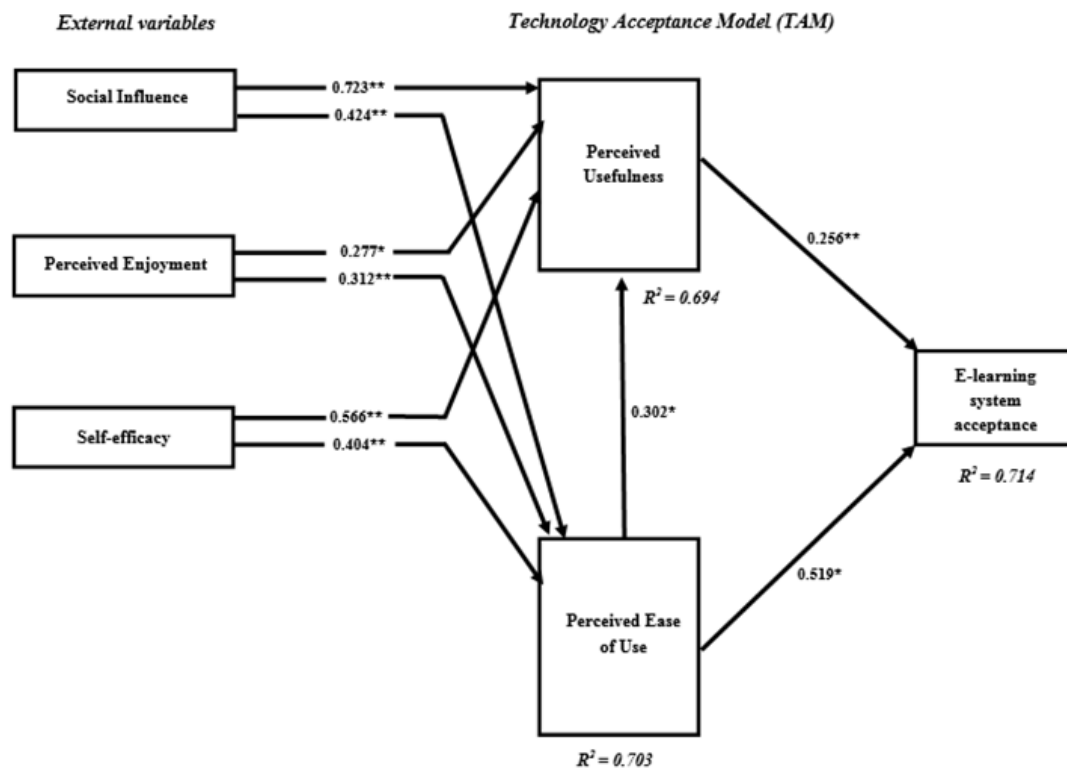 External variables
Technology Acceptance Model (TAM)
Social Influence
0.723**
0.424**
Perceived
Usefulness
0.256**
Perceived Enjoyment
0.277*
0.312**
R² = 0.694
E-learning
system
acceptance
R² = 0.714
Self-efficacy
0.566**
0.404**
0.302*
0.519*
Perceived Ease
of Use
R² = 0.703